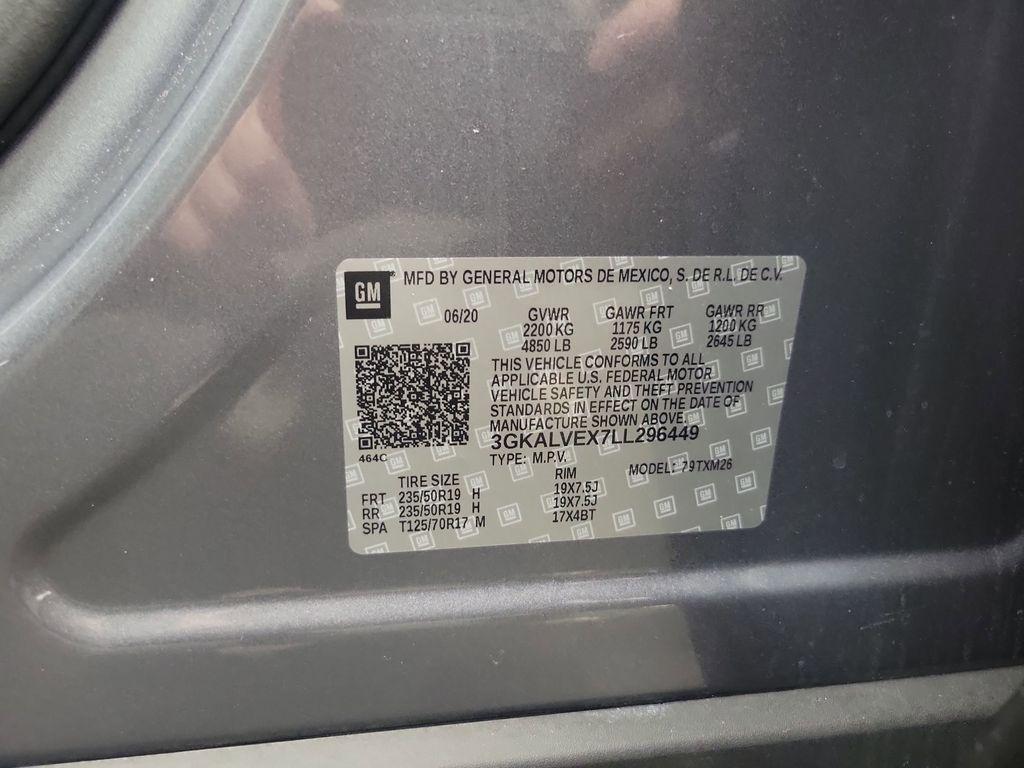 GM MFD BY GENERAL MOTORS DE MEXICO, S. DE R.L. DE C.V.
06/20 GVWR GAWR FRT GAWR RR
2200 KG 1175 KG 1200 KG
4850 LB 2590 LB 2645 LB
THIS VEHICLE CONFORMS TO ALL
APPLICABLE U.S. FEDERAL MOTOR
VEHICLE SAFETY AND THEFT PREVENTION
STANDARDS IN EFFECT ON THE DATE OF
MANUFACTURE SHOWN ABOVE.
3GKALVEX7LL296449
464C
TYPE: M.P.V. MODEL: 79TXM26
TIRE SIZE RIM
FRT 235/50R19 H 19X7.5J
RR 235/50R19 H 19X7.5J
SPA T125/70R17 M 17X4BT